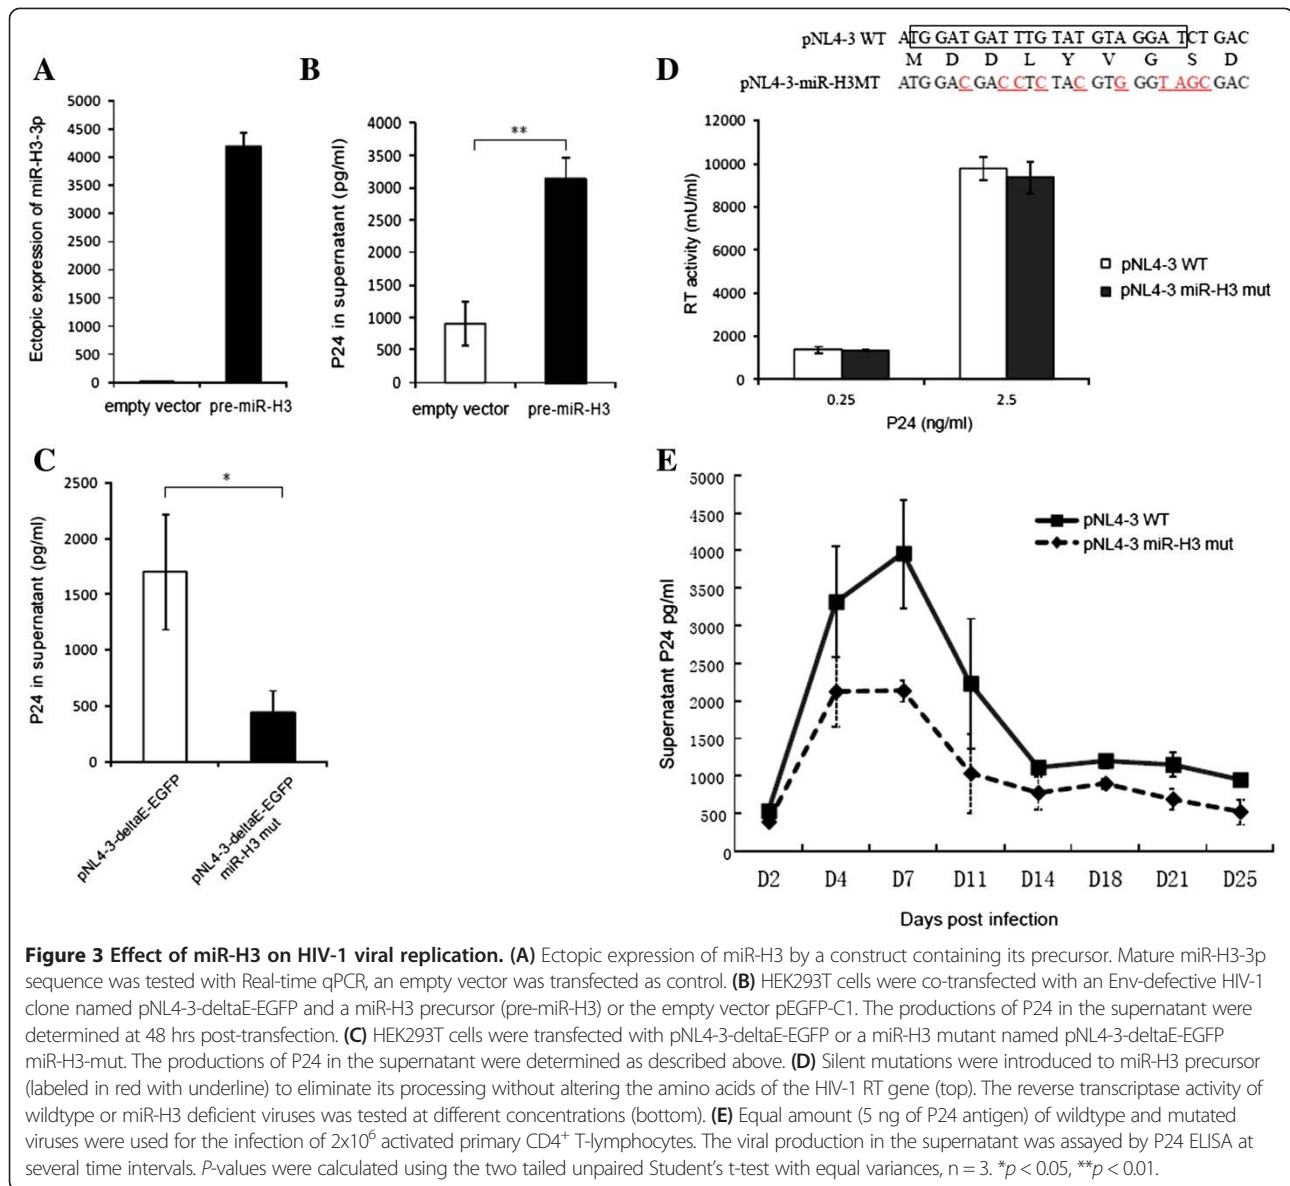 A
Ectopic expression of miR-H3-3p
5000
4500
4000
3500
3000
2500
2000
1500
1000
500
0
empty vector pre-miR-H3
B
P24 in supernatant (pg/ml)
4000
3500
3000
2500
2000
1500
1000
500
0
**
empty vector pre-miR-H3
C
P24 in supernatant (pg/ml)
2500
2000
1500
1000
500
0
*
pNL4-3-deltaE-EGFP
pNL4-3-deltaE-EGFP
miR-H3 mut
D
pNL4-3 WT ATGGAT GAT TTG TAT GTA GGA TCT GAC
M D D L Y V G S D
pNL4-3-miR-H3MT ATG GAC GAC CTC TAC GTG GGT AGC GAC
RT activity (mU/ml)
12000
10000
8000
6000
4000
2000
0
0.25 2.5
P24 (ng/ml)
pNL4-3 WT
pNL4-3 miR-H3 mut
E
Supernatant P24 pg/ml
5000
4500
4000
3500
3000
2500
2000
1500
1000
500
0
pNL4-3 WT
pNL4-3 miR-H3 mut
D2 D4 D7 D11 D14 D18 D21 D25
Days post infection
Figure 3 Effect of miR-H3 on HIV-1 viral replication. (A) Ectopic expression of miR-H3 by a construct containing its precursor. Mature miR-H3-3p
sequence was tested with Real-time qPCR, an empty vector was transfected as control. (B) HEK293T cells were co-transfected with an Env-defective HIV-1
clone named pNL4-3-deltaE-EGFP and a miR-H3 precursor (pre-miR-H3) or the empty vector pEGFP-C1. The productions of P24 in the supernatant were
determined at 48 hrs post-transfection. (C) HEK293T cells were transfected with pNL4-3-deltaE-EGFP or a miR-H3 mutant named pNL4-3-deltaE-EGFP
miR-H3-mut. The productions of P24 in the supernatant were determined as described above. (D) Silent mutations were introduced to miR-H3 precursor
(labeled in red with underline) to eliminate its processing without altering the amino acids of the HIV-1 RT gene (top). The reverse transcriptase activity of
wildtype or miR-H3 deficient viruses was tested at different concentrations (bottom). (E) Equal amount (5 ng of P24 antigen) of wildtype and mutated
viruses were used for the infection of 2x10⁶ activated primary CD4⁺ T-lymphocytes. The viral production in the supernatant was assayed by P24 ELISA at
several time intervals. P-values were calculated using the two tailed unpaired Student's t-test with equal variances, n = 3. *p < 0.05, **p < 0.01.